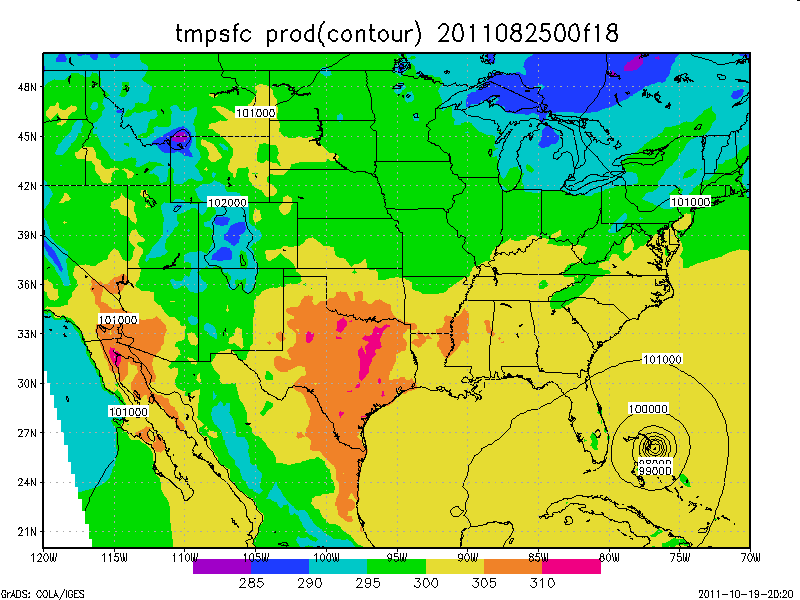 tmpsfc prod(contour) 2011082500f18
48N
101000
45N
42N
102000
101000
39N
36N
101000
33N
101000
30N
101000
100000
27N
98000
99000
24N
21N
120W 115W 110W 105W 100W 95W 90W 85W 80W 75W 70W
285 290 295 300 305 310
GrADS: COLA/IGES 2011-10-19-20:20